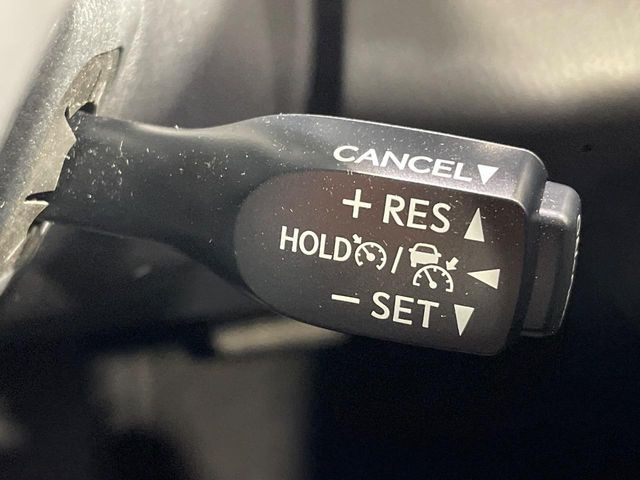 CANCEL▼
+ RES ▲
HOLD / ◀
- SET ▼